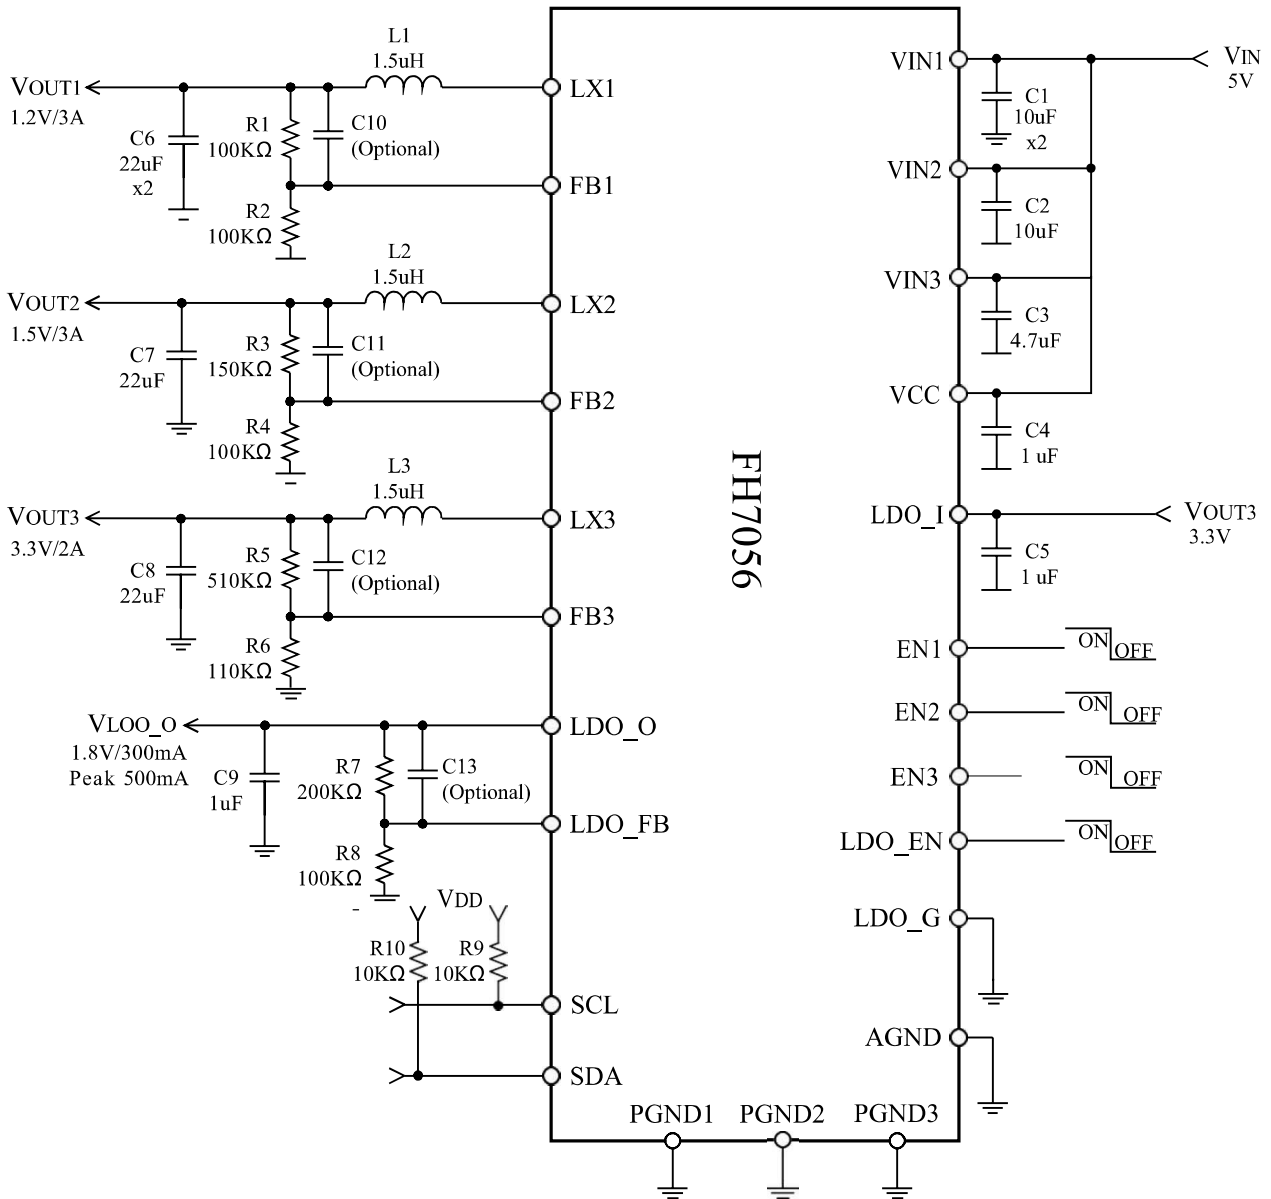 VOUT1
1.2V/3A
C6
22uF
x2
R1
100KΩ
C10
(Optional)
L1
1.5uH
LX1
FB1
R2
100KΩ
VOUT2
1.5V/3A
C7
22uF
R3
150KΩ
C11
(Optional)
L2
1.5uH
LX2
FB2
R4
100KΩ
VOUT3
3.3V/2A
C8
22uF
R5
510KΩ
C12
(Optional)
L3
1.5uH
LX3
FB3
R6
110KΩ
VLOO_O
1.8V/300mA
Peak 500mA
C9
1uF
R7
200KΩ
C13
(Optional)
LDO_O
LDO_FB
R8
100KΩ
VDD
R10
10KΩ
R9
10KΩ
SCL
SDA
FH7056
PGND1
PGND2
PGND3
VIN1
VIN
5V
C1
10uF
x2
VIN2
C2
10uF
VIN3
C3
4.7uF
VCC
C4
1 uF
LDO_I
VOUT3
3.3V
C5
1 uF
EN1
ON
OFF
EN2
ON
OFF
EN3
ON
OFF
LDO_EN
ON
OFF
LDO_G
AGND